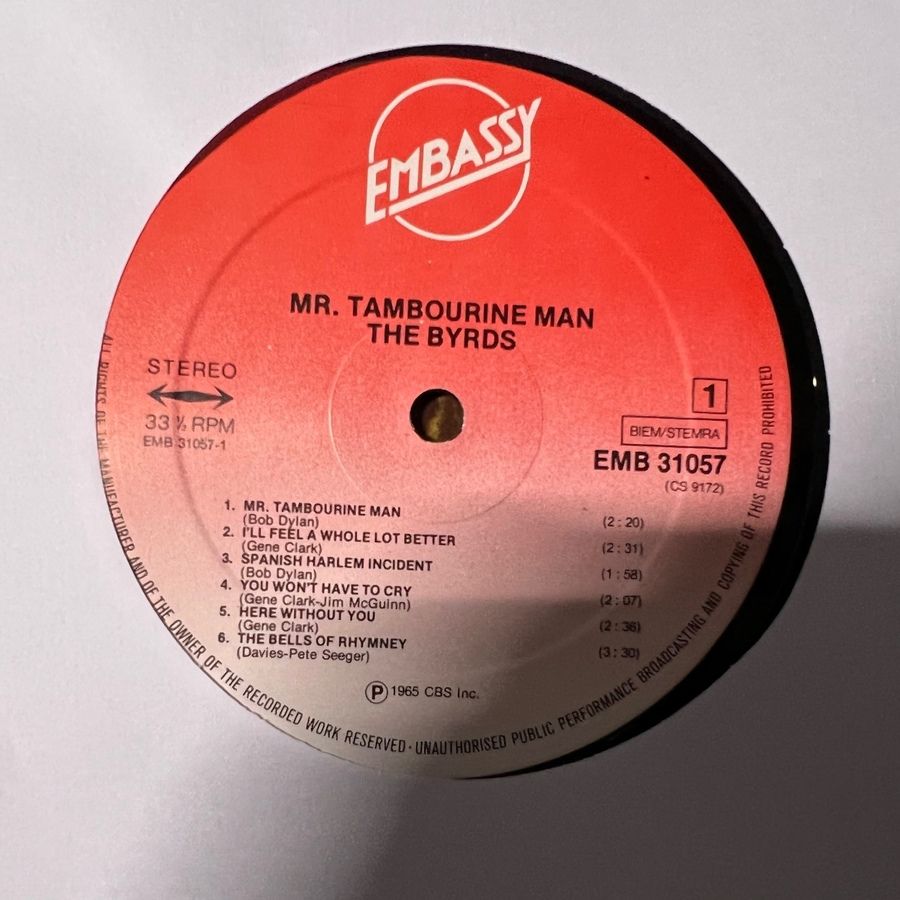 EMBASSY
MR. TAMBOURINE MAN
THE BYRDS
STEREO
33 ⅓ RPM
EMB 31057-1
1
BIEM/STEMRA
EMB 31057
(CS 9172)
1. MR. TAMBOURINE MAN
(Bob Dylan) (2:20)
2. I'LL FEEL A WHOLE LOT BETTER
(Gene Clark) (2:31)
3. SPANISH HARLEM INCIDENT
(Bob Dylan) (1:58)
4. YOU WON'T HAVE TO CRY
(Gene Clark-Jim McGuinn) (2:07)
5. HERE WITHOUT YOU
(Gene Clark) (2:36)
6. THE BELLS OF RHYMNEY
(Davies-Pete Seeger) (3:30)
Ⓟ 1965 CBS Inc.
ALL RIGHTS OF THE MANUFACTURER AND OF THE OWNER OF THE RECORDED WORK RESERVED · UNAUTHORISED PUBLIC PERFORMANCE BROADCASTING AND COPYING OF THIS RECORD PROHIBITED